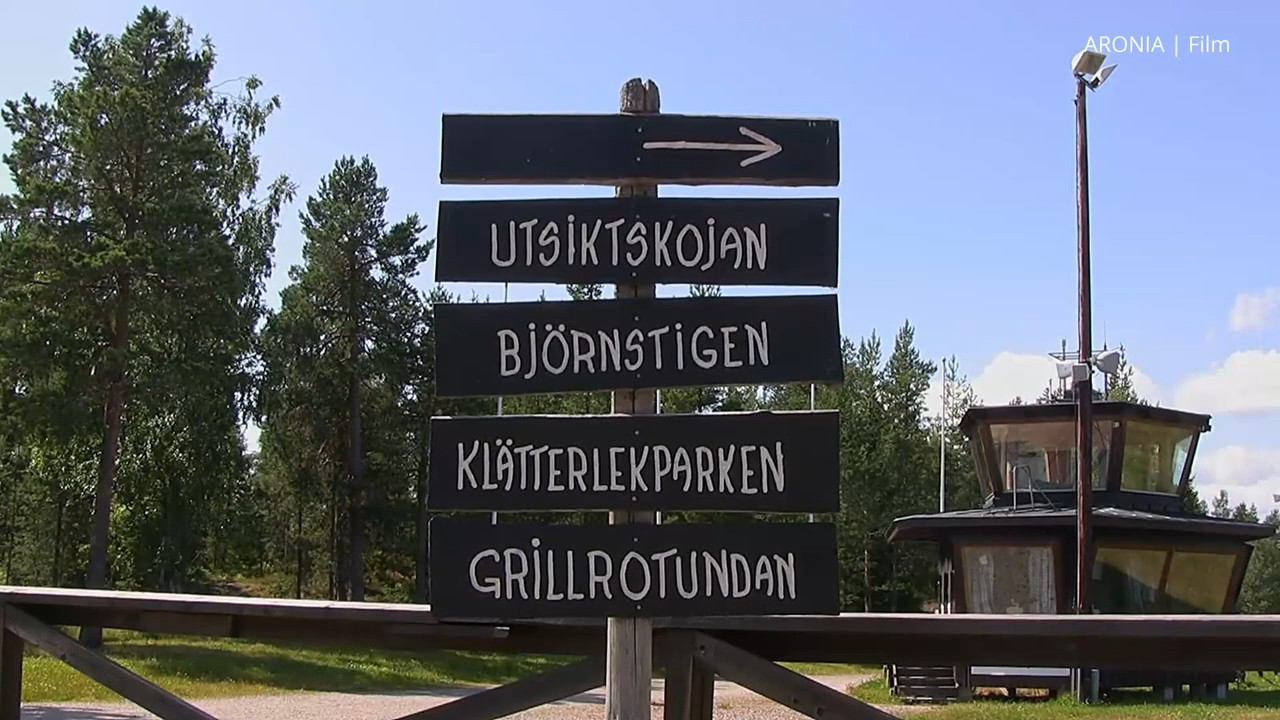 ARONIA | Film
UTSIKTSKOJAN
BJÖRNSTIGEN
KLÄTTERLEKPARKEN
GRILLROTUNDAN